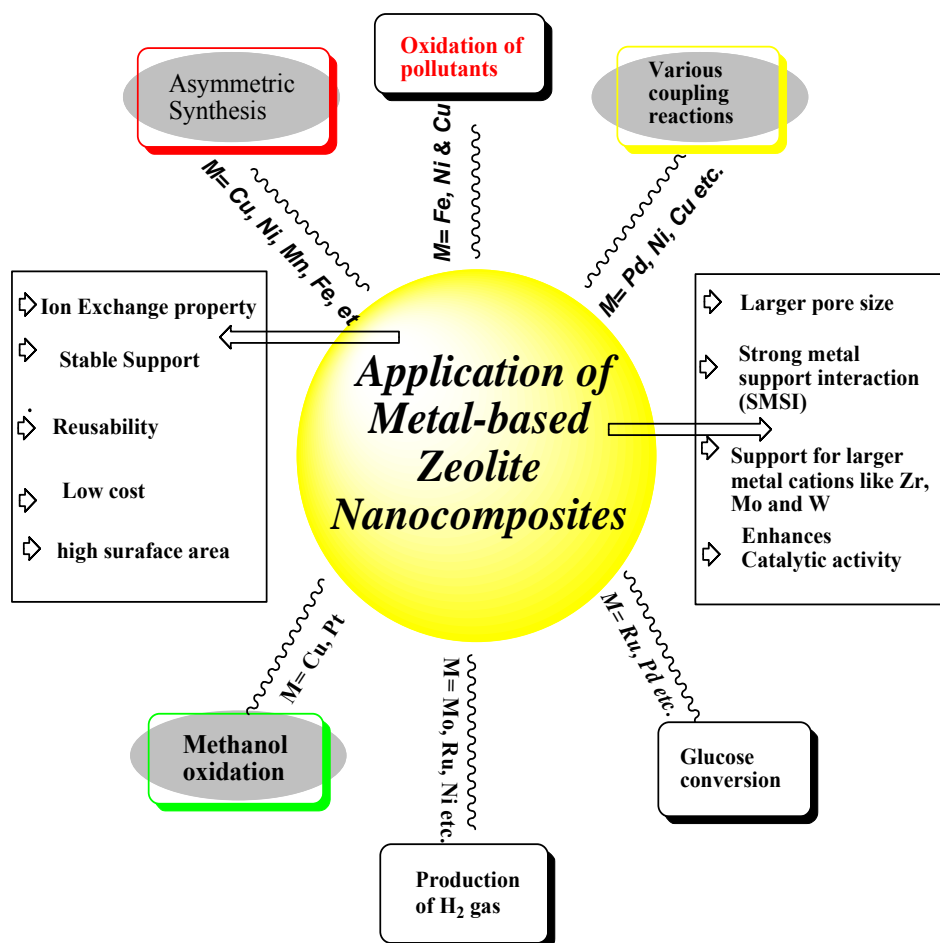 Oxidation of
pollutants
Asymmetric
Synthesis
Various
coupling
reactions
M= Cu, Ni, Mn, Fe, et
M= Fe, Ni & Cu
M= Pd, Ni, Cu etc.
Ion Exchange property
Stable Support
Reusability
Low cost
high suraface area
Application of
Metal-based
Zeolite
Nanocomposites
Larger pore size
Strong metal
support interaction
(SMSI)
Support for larger
metal cations like Zr,
Mo and W
Enhances
Catalytic activity
M= Cu, Pt
M= Mo, Ru, Ni etc.
M= Ru, Pd etc.
Methanol
oxidation
Glucose
conversion
Production
of H₂ gas